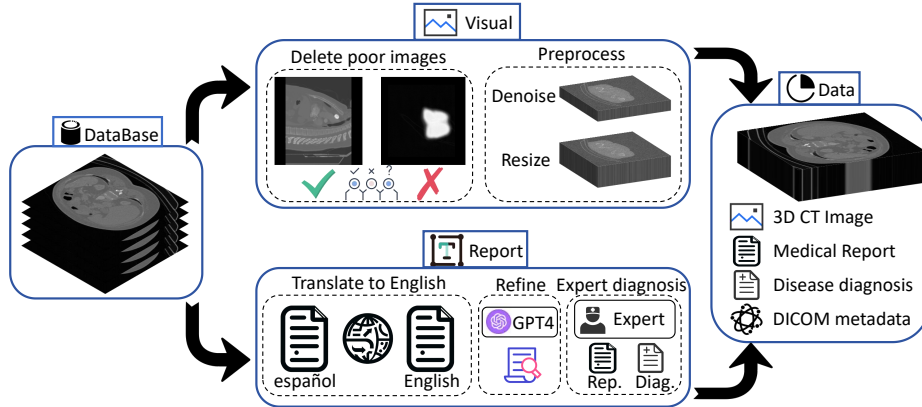 Visual
Delete poor images
Preprocess
Denoise
Resize
DataBase
Data
3D CT Image
Medical Report
Disease diagnosis
DICOM metadata
T Report
Translate to English
Refine
Expert diagnosis
GPT4
Expert
español
English
Rep.
Diag.